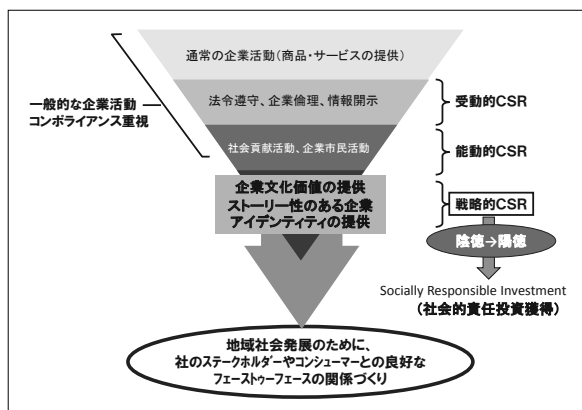 通常の企業活動(商品・サービスの提供)
一般的な企業活動
コンポライアンス重視
法令遵守、企業倫理、情報開示
受動的CSR
社会貢献活動、企業市民活動
能動的CSR
企業文化価値の提供
ストーリー性のある企業
アイデンティティの提供
戦略的CSR
陰徳→陽徳
Socially Responsible Investment
(社会的責任投資獲得)
地域社会発展のために、
社のステークホルダーやコンシューマーとの良好な
フェーストゥーフェースの関係づくり